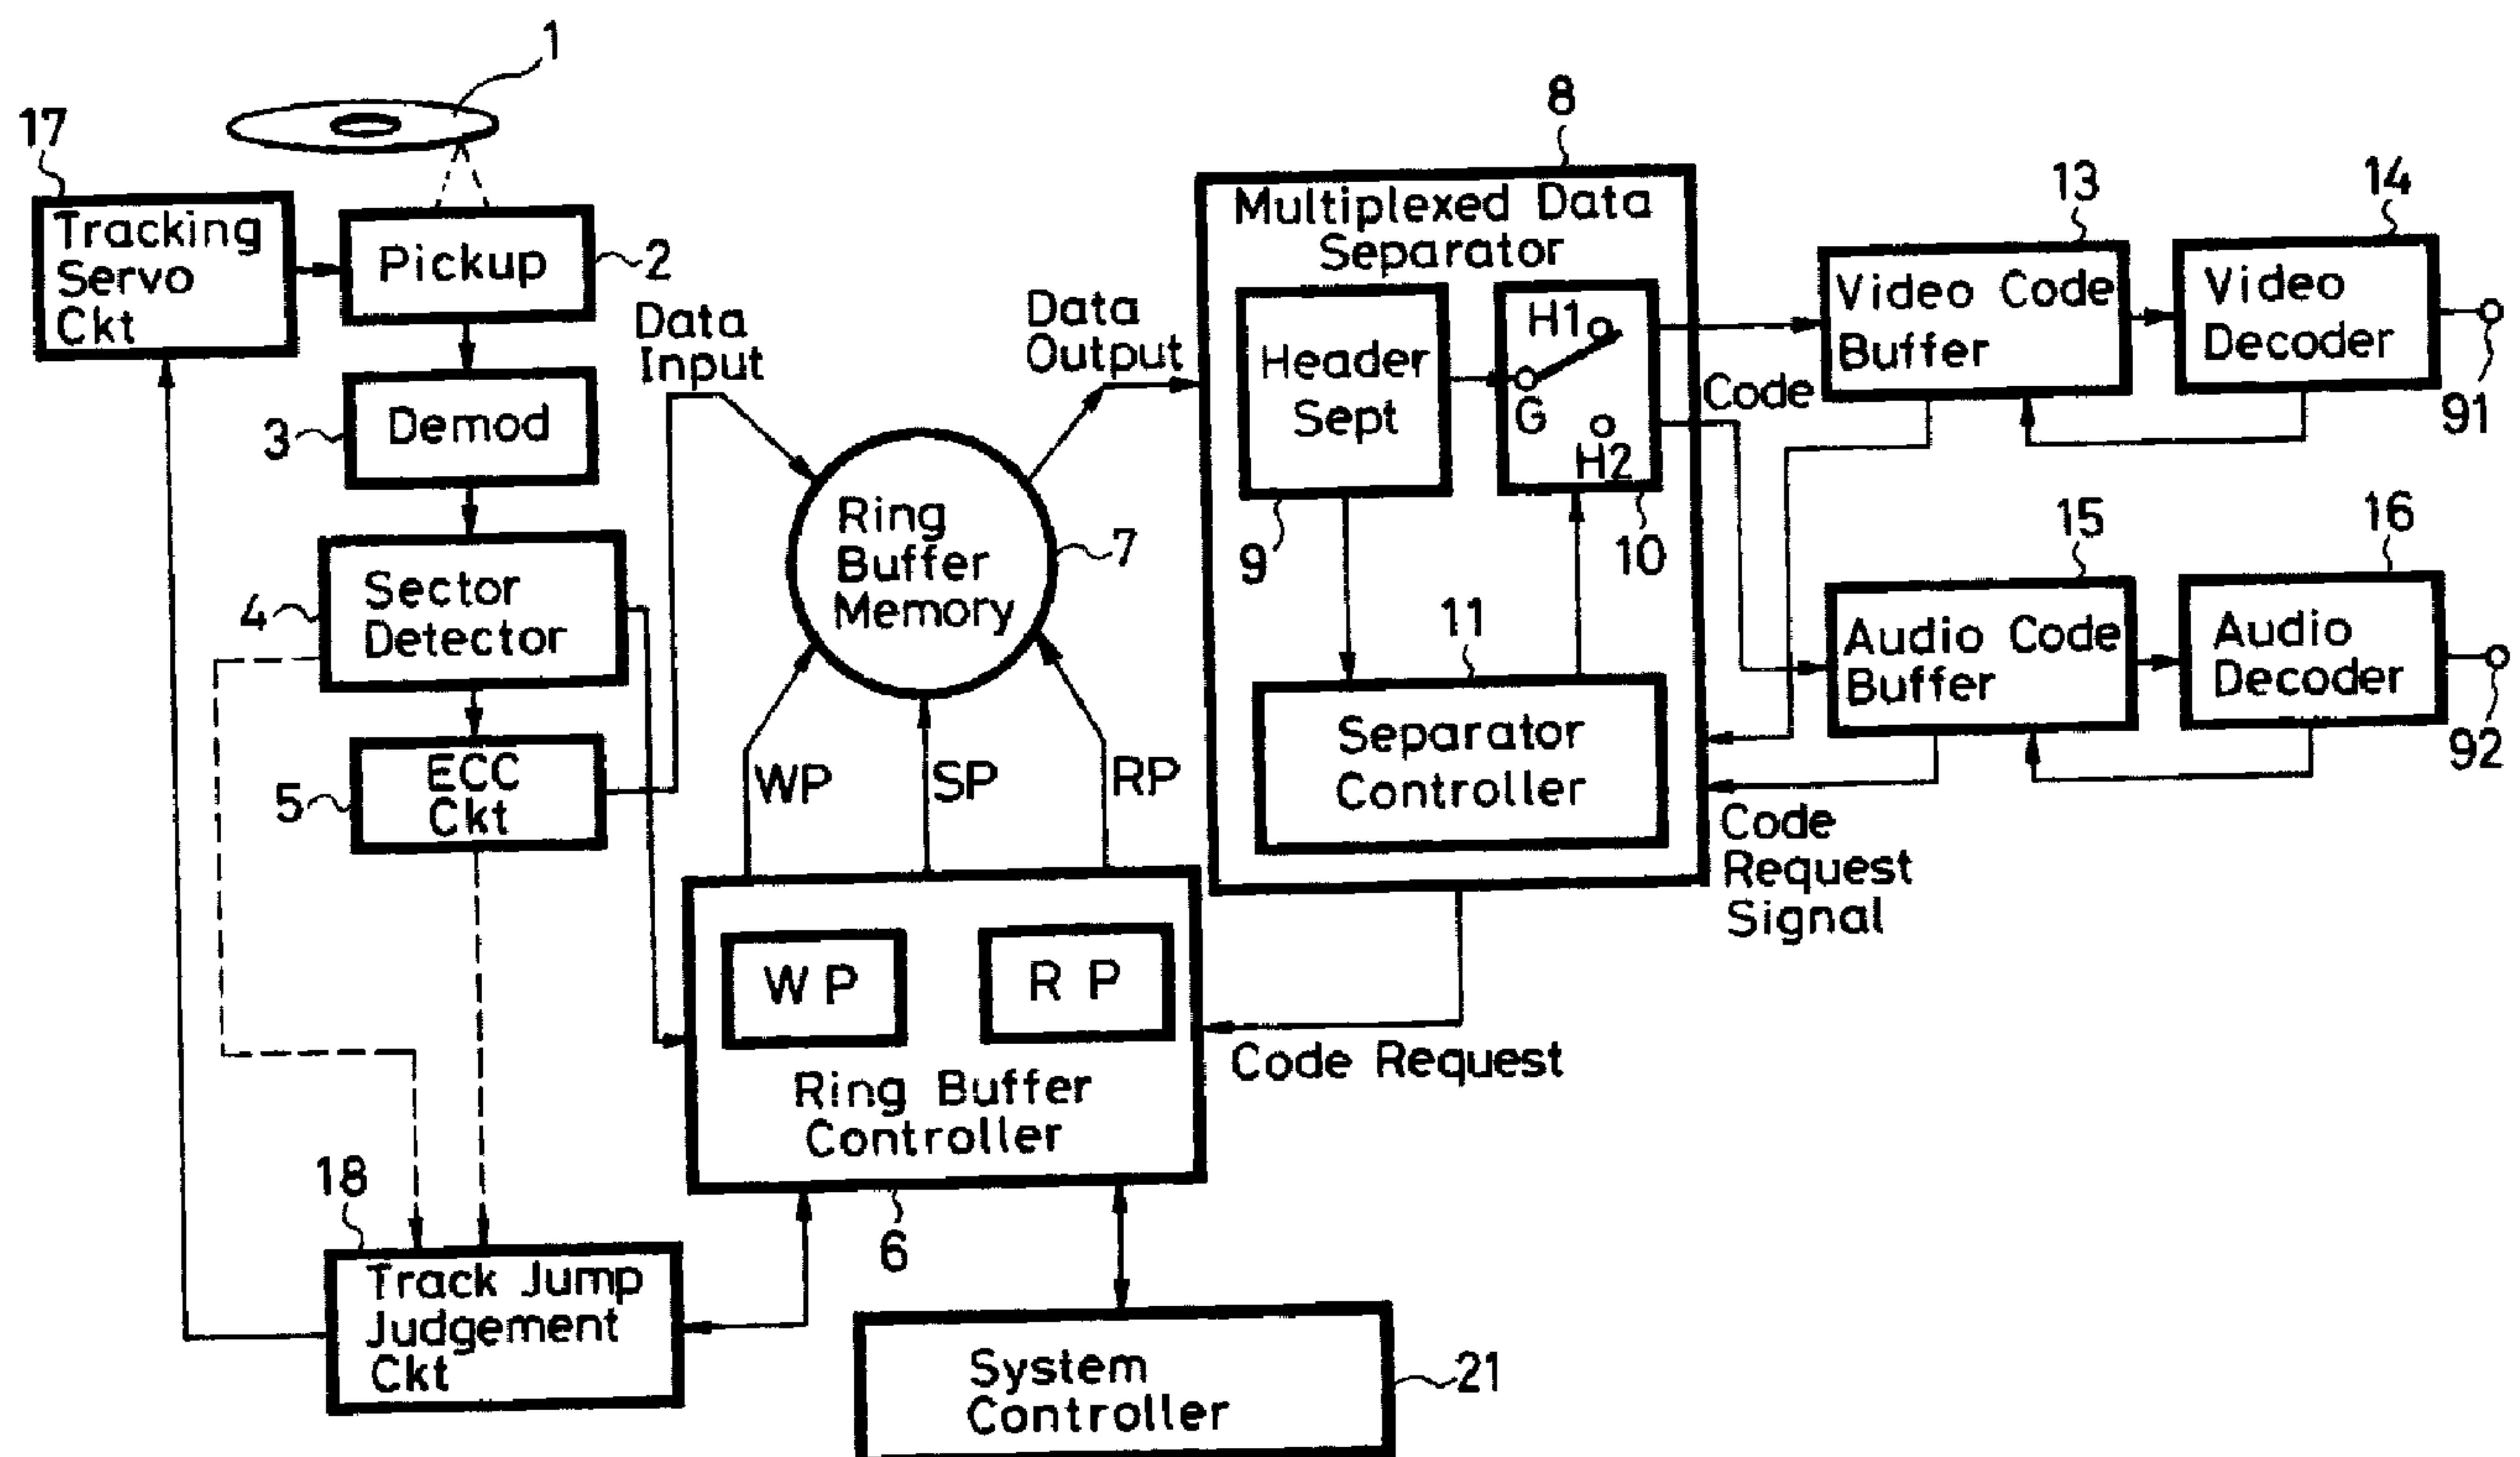 1
17
Tracking
Servo
Ckt
Pickup
2
3
Demod
4
Sector
Detector
5
ECC
Ckt
Data
Input
Ring
Buffer
Memory
7
Data
Output
WP
SP
RP
8
Multiplexed Data
Separator
Header
Sept
9
H1
G
H2
10
11
Separator
Controller
13
Video Code
Buffer
14
Video
Decoder
91
Code
15
Audio Code
Buffer
16
Audio
Decoder
92
Code
Request
Signal
W P
R P
Ring Buffer
Controller
6
Code Request
18
Track Jump
Judgement
Ckt
System
Controller
21